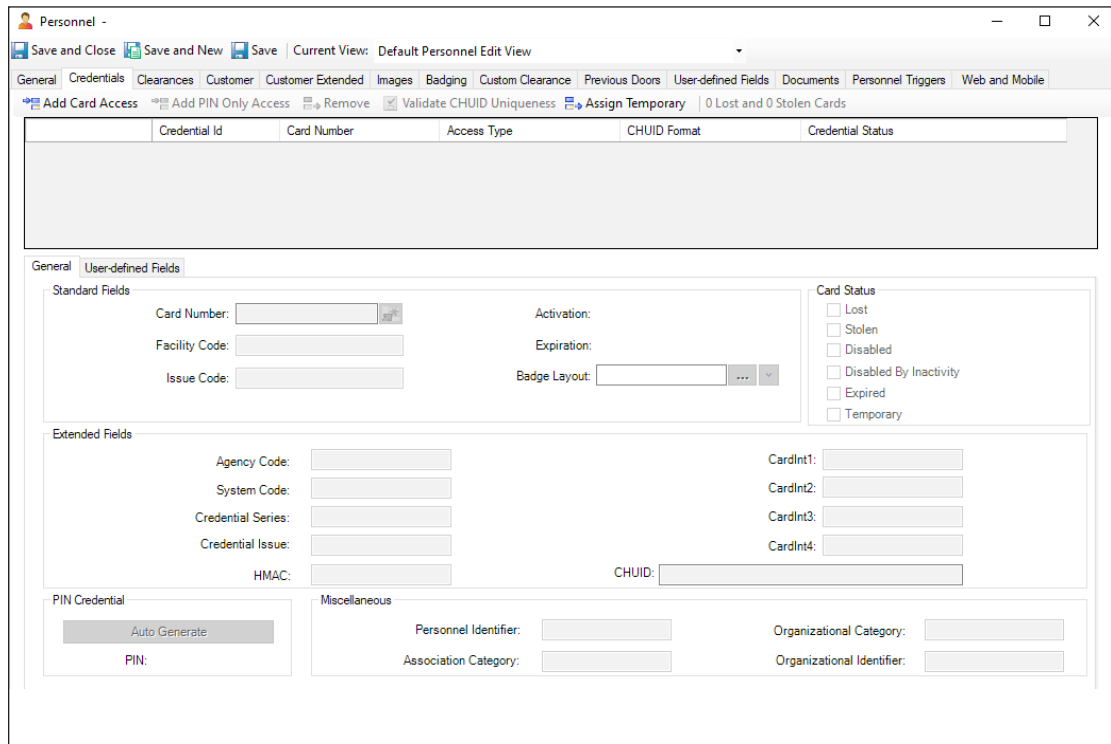 Personnel -
Save and Close Save and New Save Current View: Default Personnel Edit View
General Credentials Clearances Customer Customer Extended Images Badging Custom Clearance Previous Doors User-defined Fields Documents Personnel Triggers Web and Mobile
Add Card Access Add PIN Only Access Remove Validate CHUID Uniqueness Assign Temporary 0 Lost and 0 Stolen Cards
Credential Id Card Number Access Type CHUID Format Credential Status
General User-defined Fields
Standard Fields
Card Number: Activation:
Facility Code: Expiration:
Issue Code: Badge Layout: ...
Card Status
Lost
Stolen
Disabled
Disabled By Inactivity
Expired
Temporary
Extended Fields
Agency Code: CardInt1:
System Code: CardInt2:
Credential Series: CardInt3:
Credential Issue: CardInt4:
HMAC: CHUID:
PIN Credential
Auto Generate
PIN:
Miscellaneous
Personnel Identifier: Organizational Category:
Association Category: Organizational Identifier: